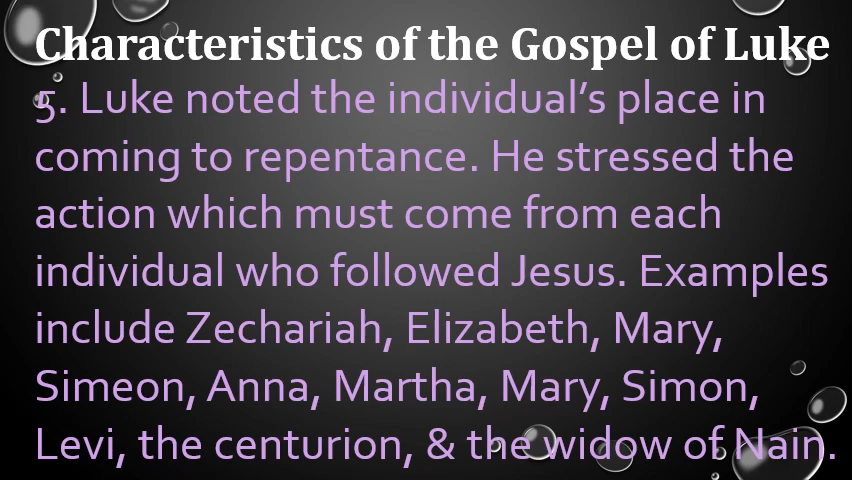 Characteristics of the Gospel of Luke
5. Luke noted the individual’s place in
coming to repentance. He stressed the
action which must come from each
individual who followed Jesus. Examples
include Zechariah, Elizabeth, Mary,
Simeon, Anna, Martha, Mary, Simon,
Levi, the centurion, & the widow of Nain.